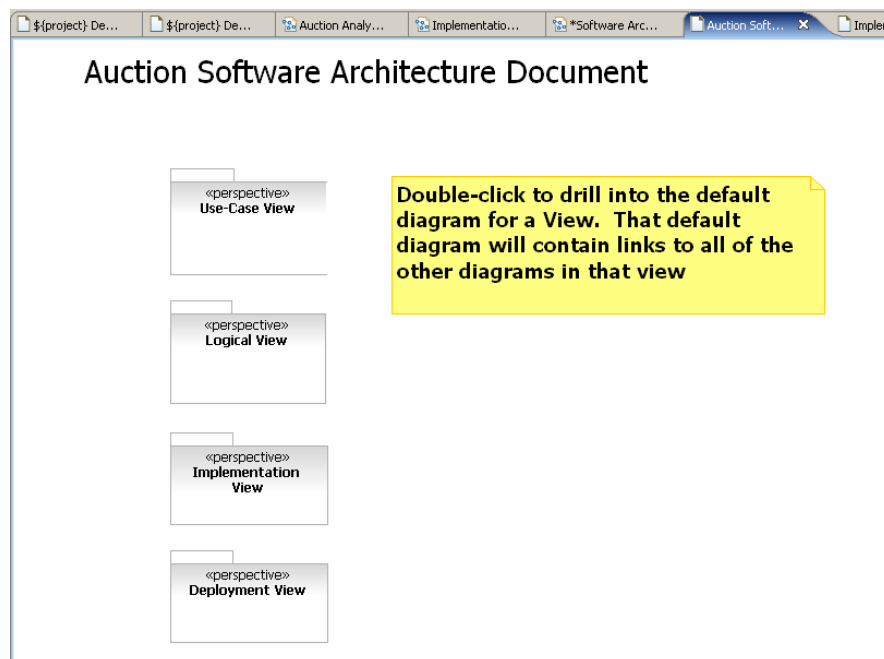 ${project} De...
${project} De...
Auction Analy...
Implementatio...
*Software Arc...
Auction Soft...
Implem
Auction Software Architecture Document
«perspective»
Use-Case View
Double-click to drill into the default
diagram for a View. That default
diagram will contain links to all of the
other diagrams in that view
«perspective»
Logical View
«perspective»
Implementation
View
«perspective»
Deployment View